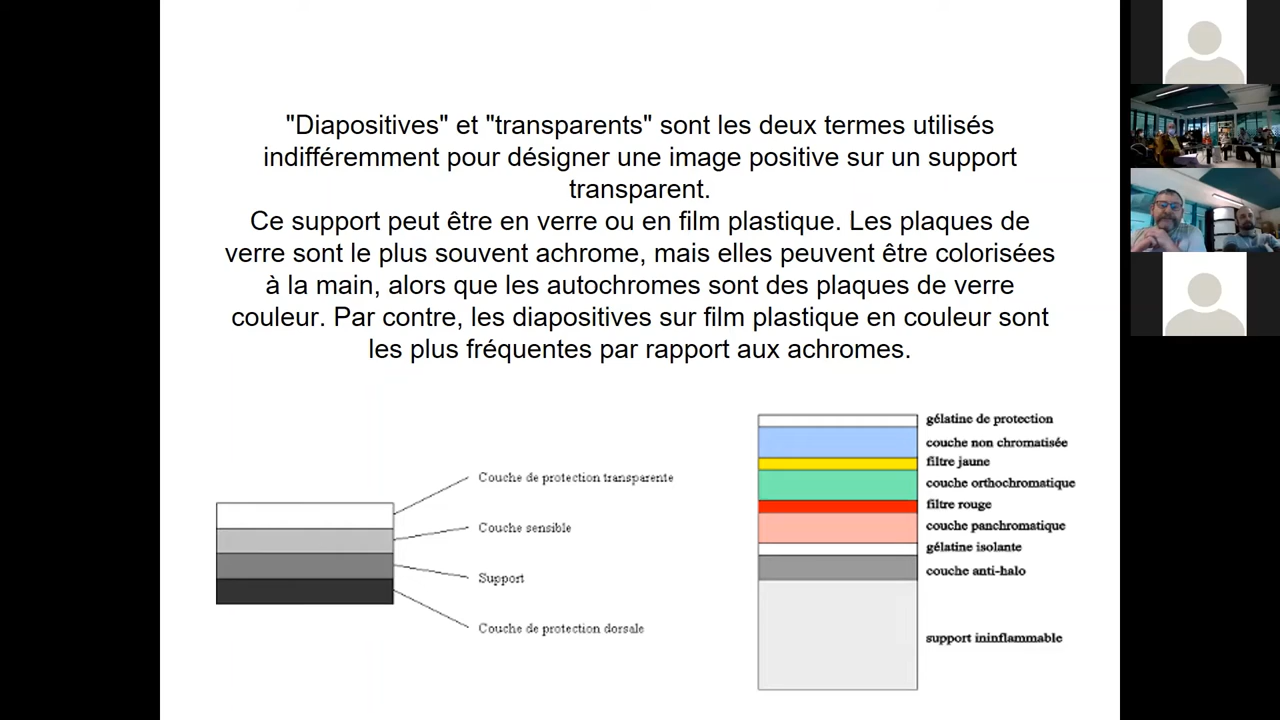 "Diapositives" et "transparents" sont les deux termes utilisés
indifféremment pour désigner une image positive sur un support
transparent.
Ce support peut être en verre ou en film plastique. Les plaques de
verre sont le plus souvent achrome, mais elles peuvent être colorisées
à la main, alors que les autochromes sont des plaques de verre
couleur. Par contre, les diapositives sur film plastique en couleur sont
les plus fréquentes par rapport aux achromes.
Couche de protection transparente
Couche sensible
Support
Couche de protection dorsale
gélatine de protection
couche non chromatisée
filtre jaune
couche orthochromatique
filtre rouge
couche panchromatique
gélatine isolante
couche anti-halo
support ininflammable